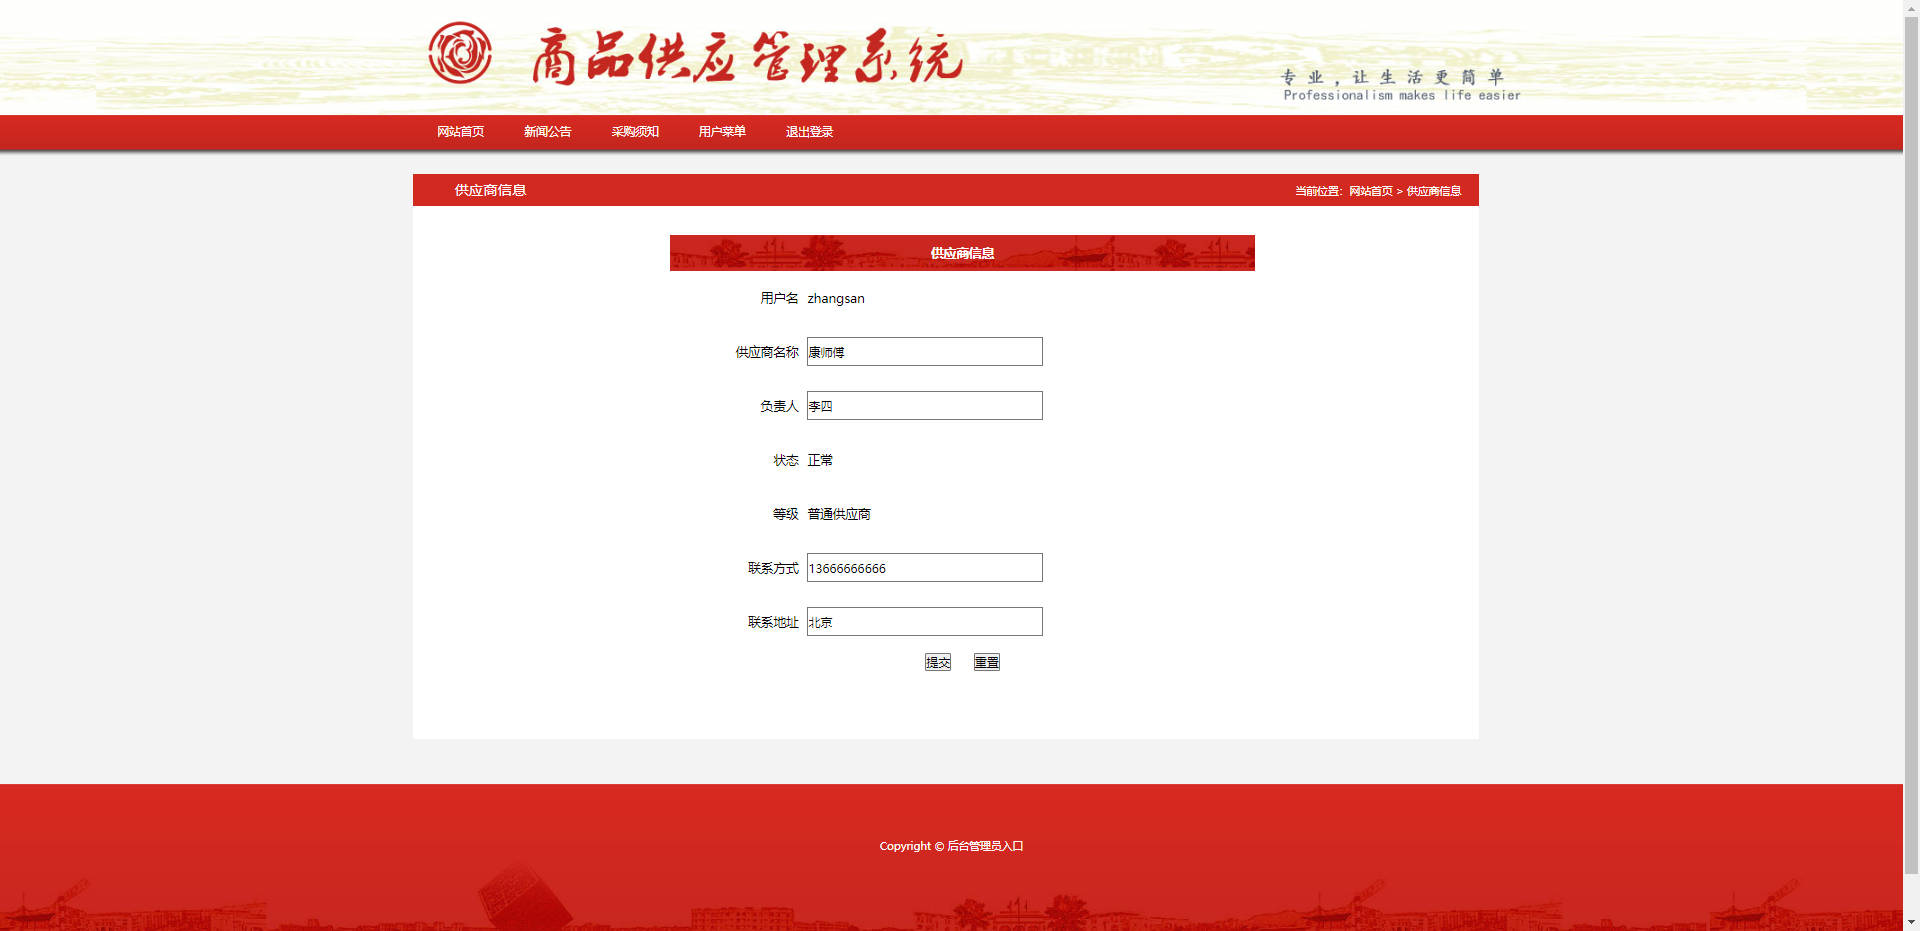 商品供应管理系统
专业，让生活更简单
Professionalism makes life easier
网站首页 新闻公告 采购须知 用户菜单 退出登录
供应商信息 当前位置：网站首页 > 供应商信息
供应商信息
用户名 zhangsan
供应商名称 康师傅
负责人 李四
状态 正常
等级 普通供应商
联系方式 13666666666
联系地址 北京
提交 重置
Copyright © 后台管理员入口